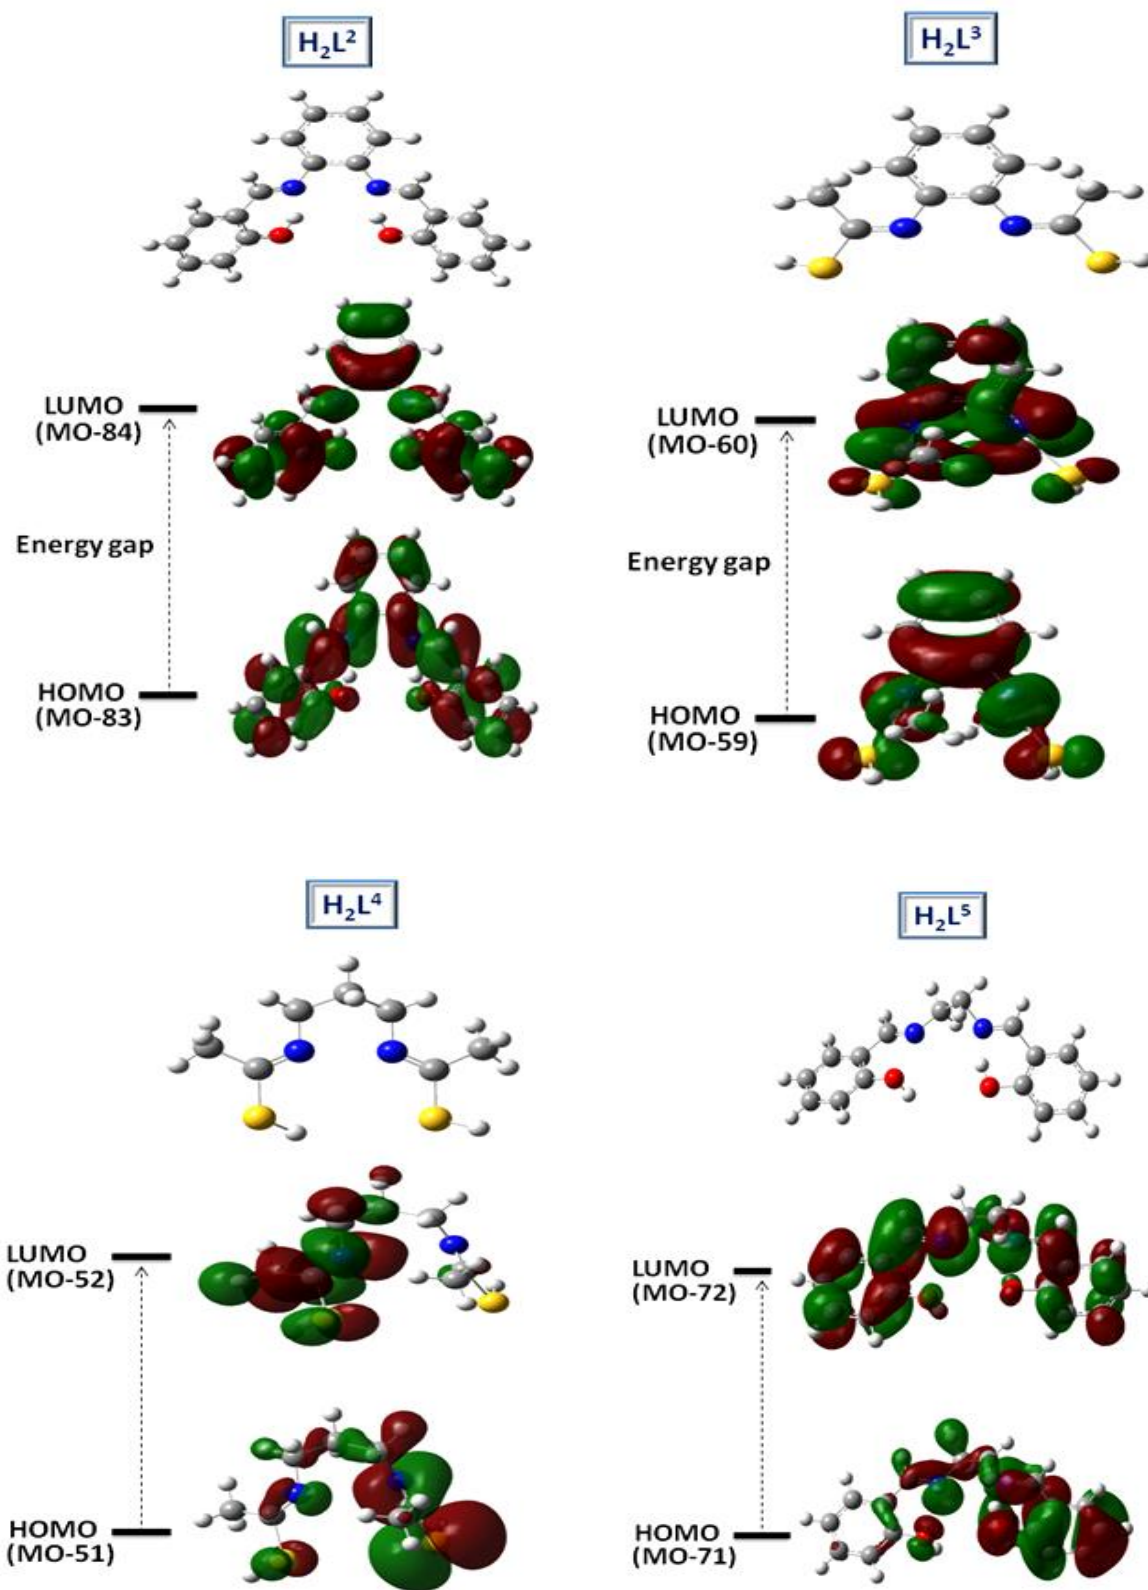 H₂L²
LUMO
(MO-84)
Energy gap
HOMO
(MO-83)
H₂L³
LUMO
(MO-60)
Energy gap
HOMO
(MO-59)
H₂L⁴
LUMO
(MO-52)
HOMO
(MO-51)
H₂L⁵
LUMO
(MO-72)
HOMO
(MO-71)